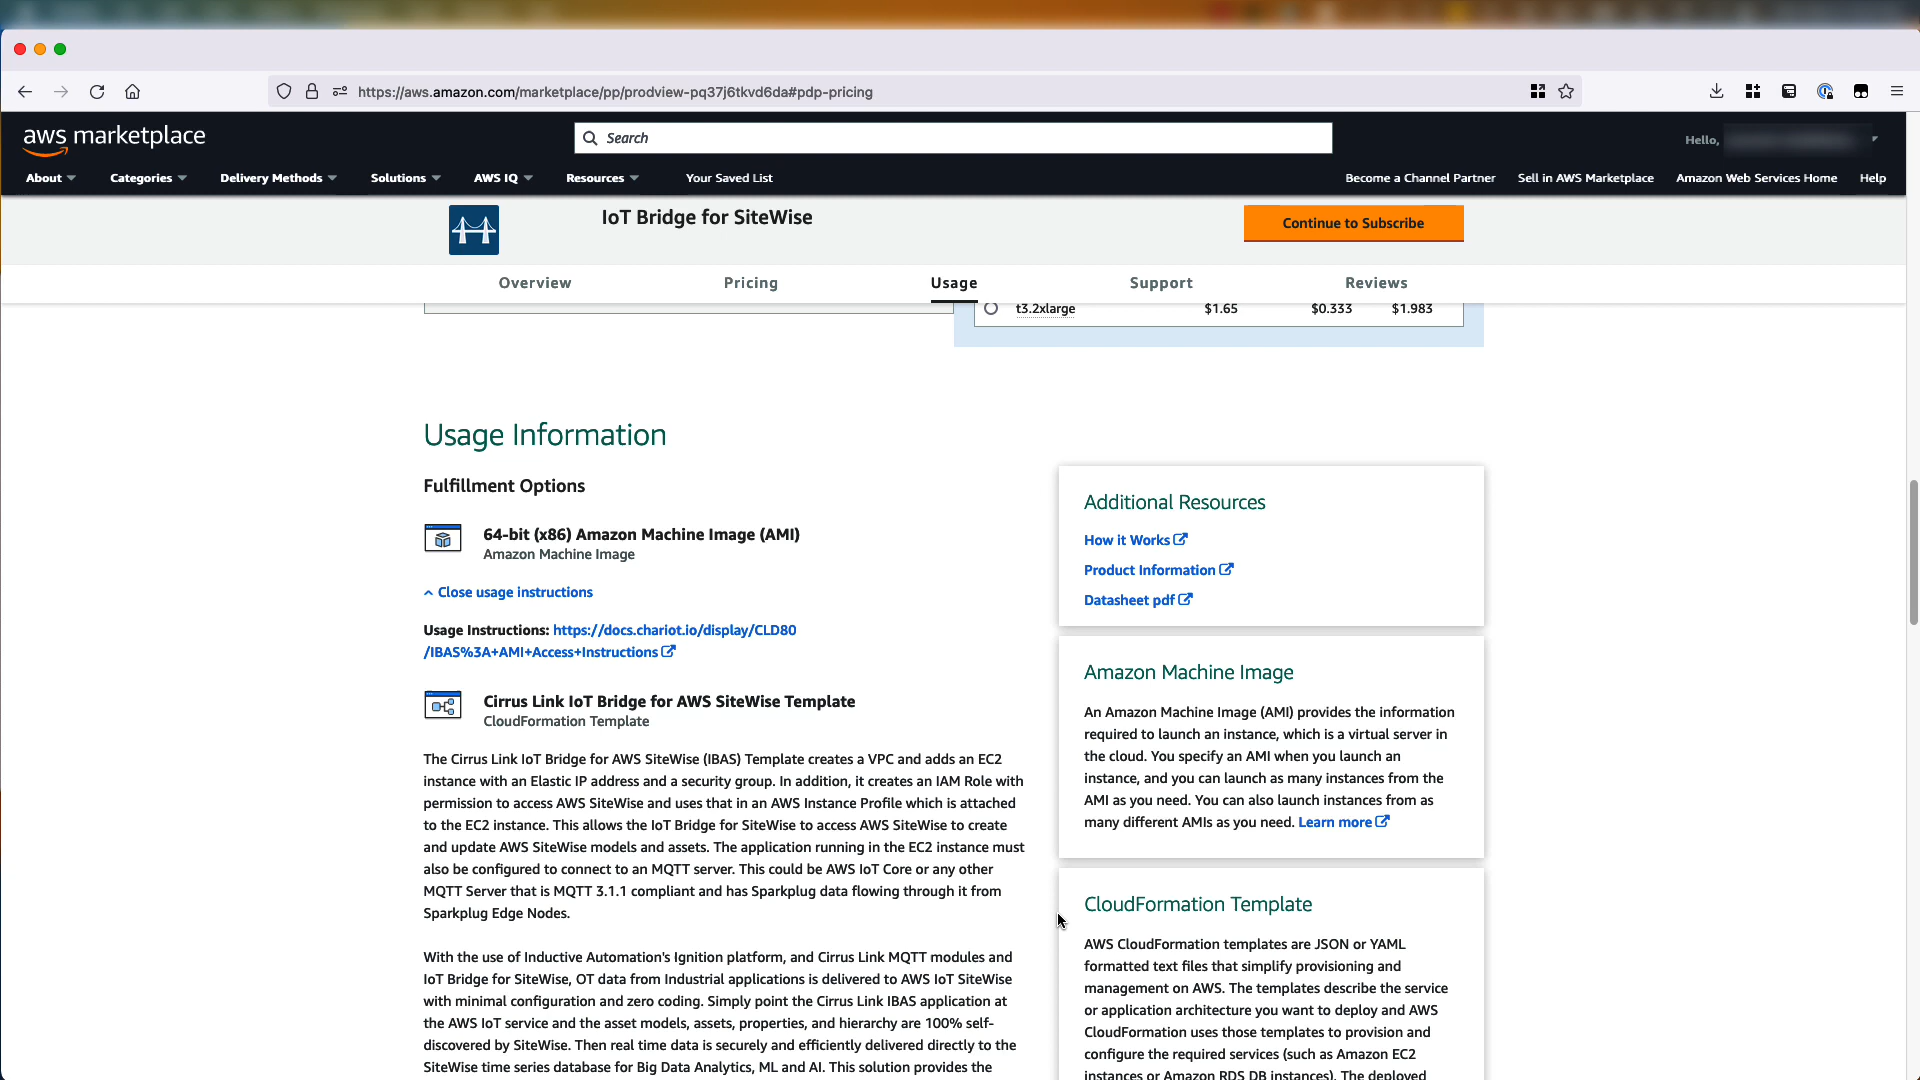 https://aws.amazon.com/marketplace/pp/prodview-pq37j6tkvd6da#pdp-pricing
aws marketplace
Search
Hello,
About
Categories
Delivery Methods
Solutions
AWS IQ
Resources
Your Saved List
Become a Channel Partner
Sell in AWS Marketplace
Amazon Web Services Home
Help
IoT Bridge for SiteWise
Continue to Subscribe
Overview
Pricing
Usage
Support
Reviews
t3.2xlarge $1.65 $0.333 $1.983
Usage Information
Fulfillment Options
64-bit (x86) Amazon Machine Image (AMI)
Amazon Machine Image
Close usage instructions
Usage Instructions: https://docs.chariot.io/display/CLD80
/IBAS%3A+AMI+Access+Instructions
Cirrus Link IoT Bridge for AWS SiteWise Template
CloudFormation Template
The Cirrus Link IoT Bridge for AWS SiteWise (IBAS) Template creates a VPC and adds an EC2
instance with an Elastic IP address and a security group. In addition, it creates an IAM Role with
permission to access AWS SiteWise and uses that in an AWS Instance Profile which is attached
to the EC2 instance. This allows the IoT Bridge for SiteWise to access AWS SiteWise to create
and update AWS SiteWise models and assets. The application running in the EC2 instance must
also be configured to connect to an MQTT server. This could be AWS IoT Core or any other
MQTT Server that is MQTT 3.1.1 compliant and has Sparkplug data flowing through it from
Sparkplug Edge Nodes.
With the use of Inductive Automation's Ignition platform, and Cirrus Link MQTT modules and
IoT Bridge for SiteWise, OT data from Industrial applications is delivered to AWS IoT SiteWise
with minimal configuration and zero coding. Simply point the Cirrus Link IBAS application at
the AWS IoT service and the asset models, assets, properties, and hierarchy are 100% self-
discovered by SiteWise. Then real time data is securely and efficiently delivered directly to the
SiteWise time series database for Big Data Analytics, ML and AI. This solution provides the
Additional Resources
How it Works
Product Information
Datasheet pdf
Amazon Machine Image
An Amazon Machine Image (AMI) provides the information
required to launch an instance, which is a virtual server in
the cloud. You specify an AMI when you launch an
instance, and you can launch as many instances from the
AMI as you need. You can also launch instances from as
many different AMIs as you need. Learn more
CloudFormation Template
AWS CloudFormation templates are JSON or YAML
formatted text files that simplify provisioning and
management on AWS. The templates describe the service
or application architecture you want to deploy and AWS
CloudFormation uses those templates to provision and
configure the required services (such as Amazon EC2
instances or Amazon RDS DB instances). The deployed